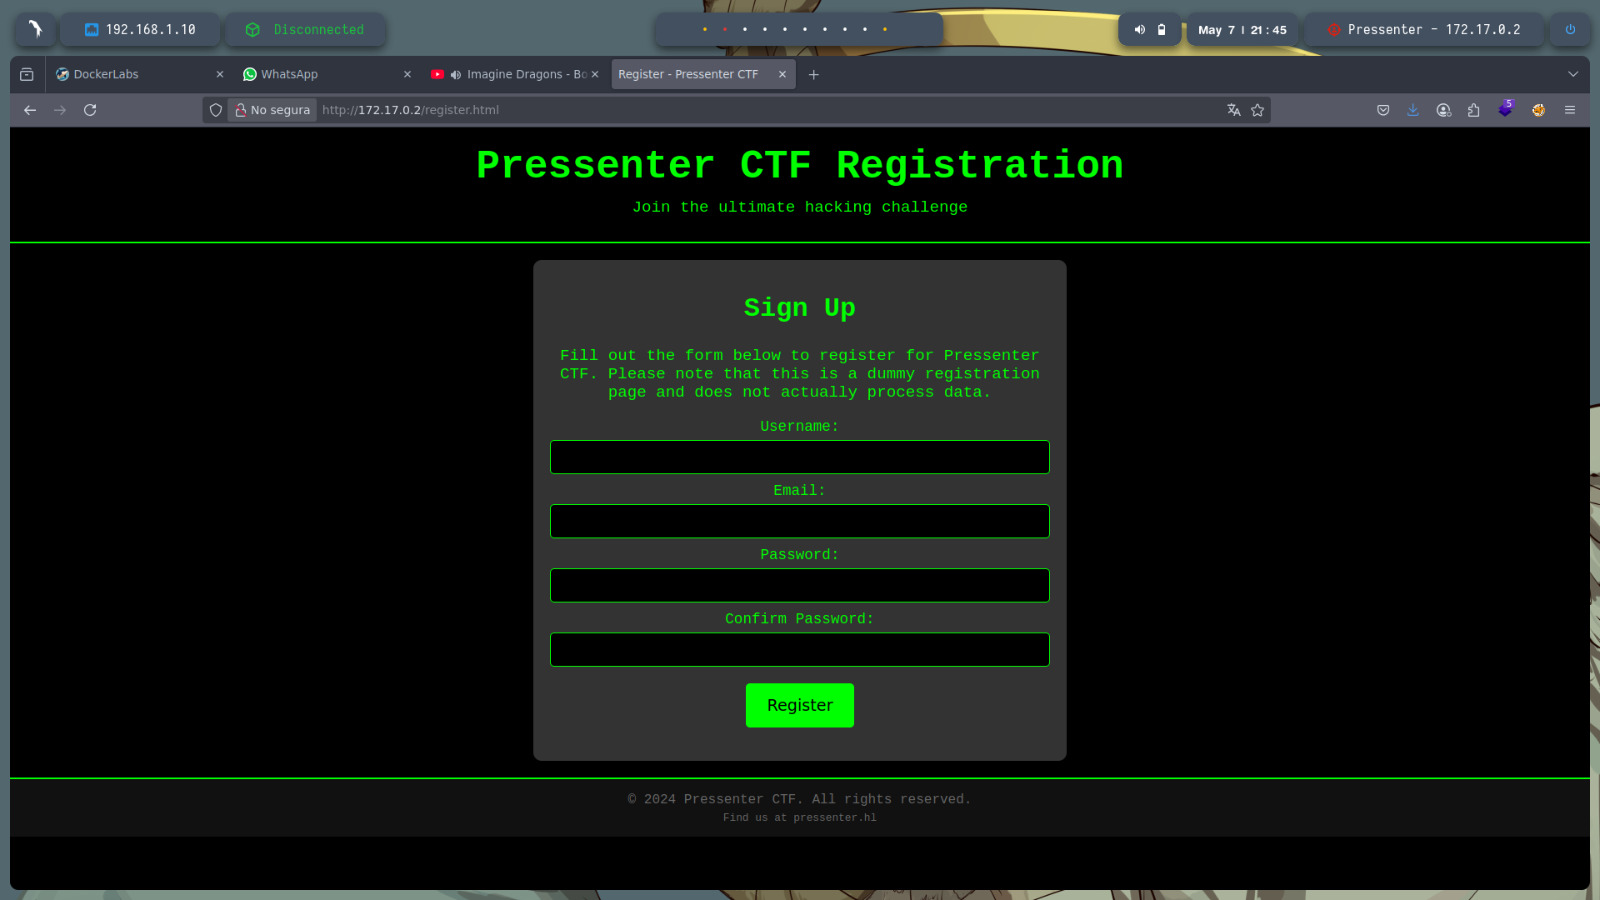 192.168.1.10
Disconnected
May 7 | 21:45
Pressenter - 172.17.0.2
DockerLabs
WhatsApp
Imagine Dragons - Bo
Register - Pressenter CTF
No segura
http://172.17.0.2/register.html
5
Pressenter CTF Registration
Join the ultimate hacking challenge
Sign Up
Fill out the form below to register for Pressenter
CTF. Please note that this is a dummy registration
page and does not actually process data.
Username:
Email:
Password:
Confirm Password:
Register
© 2024 Pressenter CTF. All rights reserved.
Find us at pressenter.hl